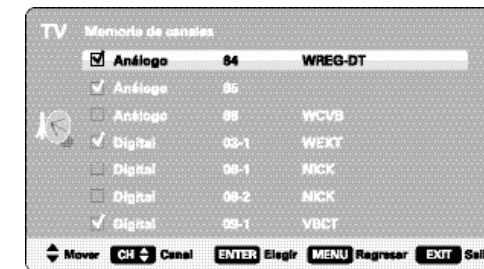 TV Memoria de canales
Análogo 84 WREG-DT
Análogo 85
Análogo 86 WCVB
Digital 03-1 WEXT
Digital 08-1 NICK
Digital 08-2 NICK
Digital 09-1 VBCT
Mover CH Canal ENTER Elegir MENU Regresar EXIT Sali